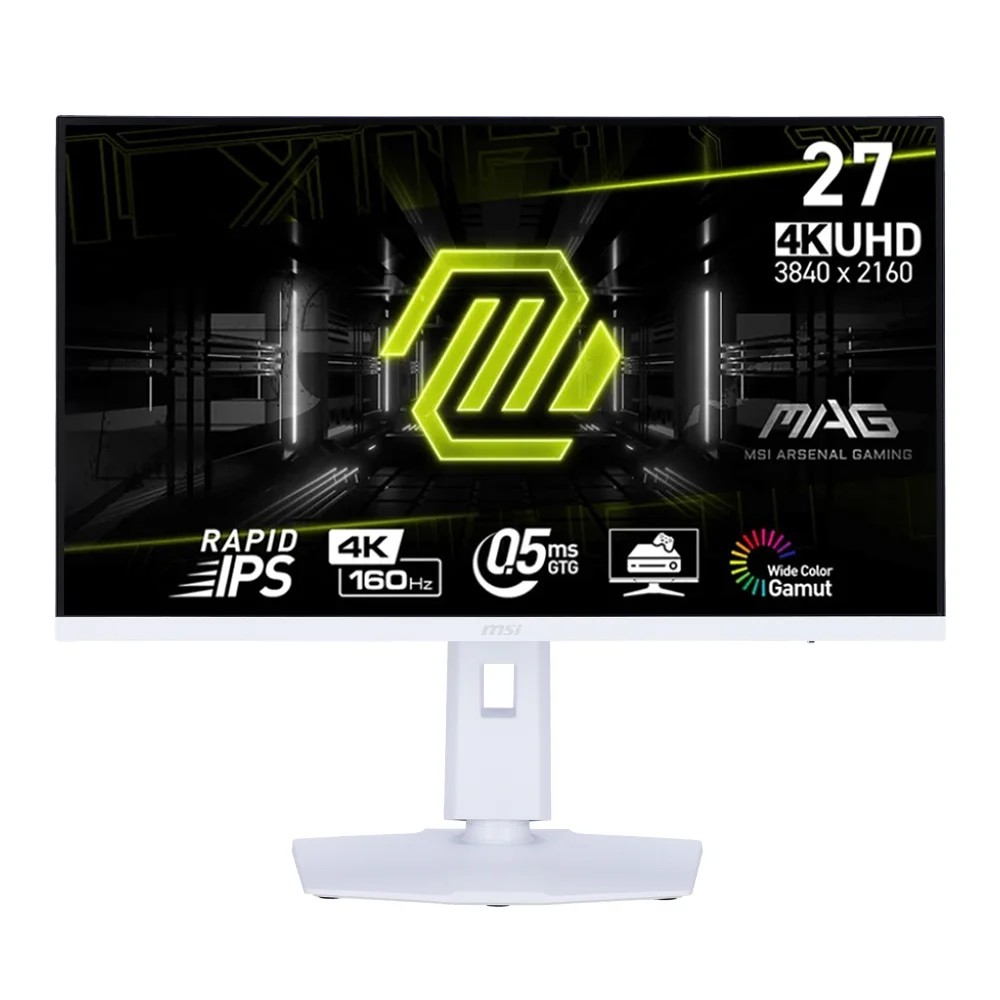 27
4K UHD
3840 x 2160
MAG
MSI ARSENAL GAMING
RAPID
IPS
4K
160Hz
0.5ms
GTG
Wide Color
Gamut
msi